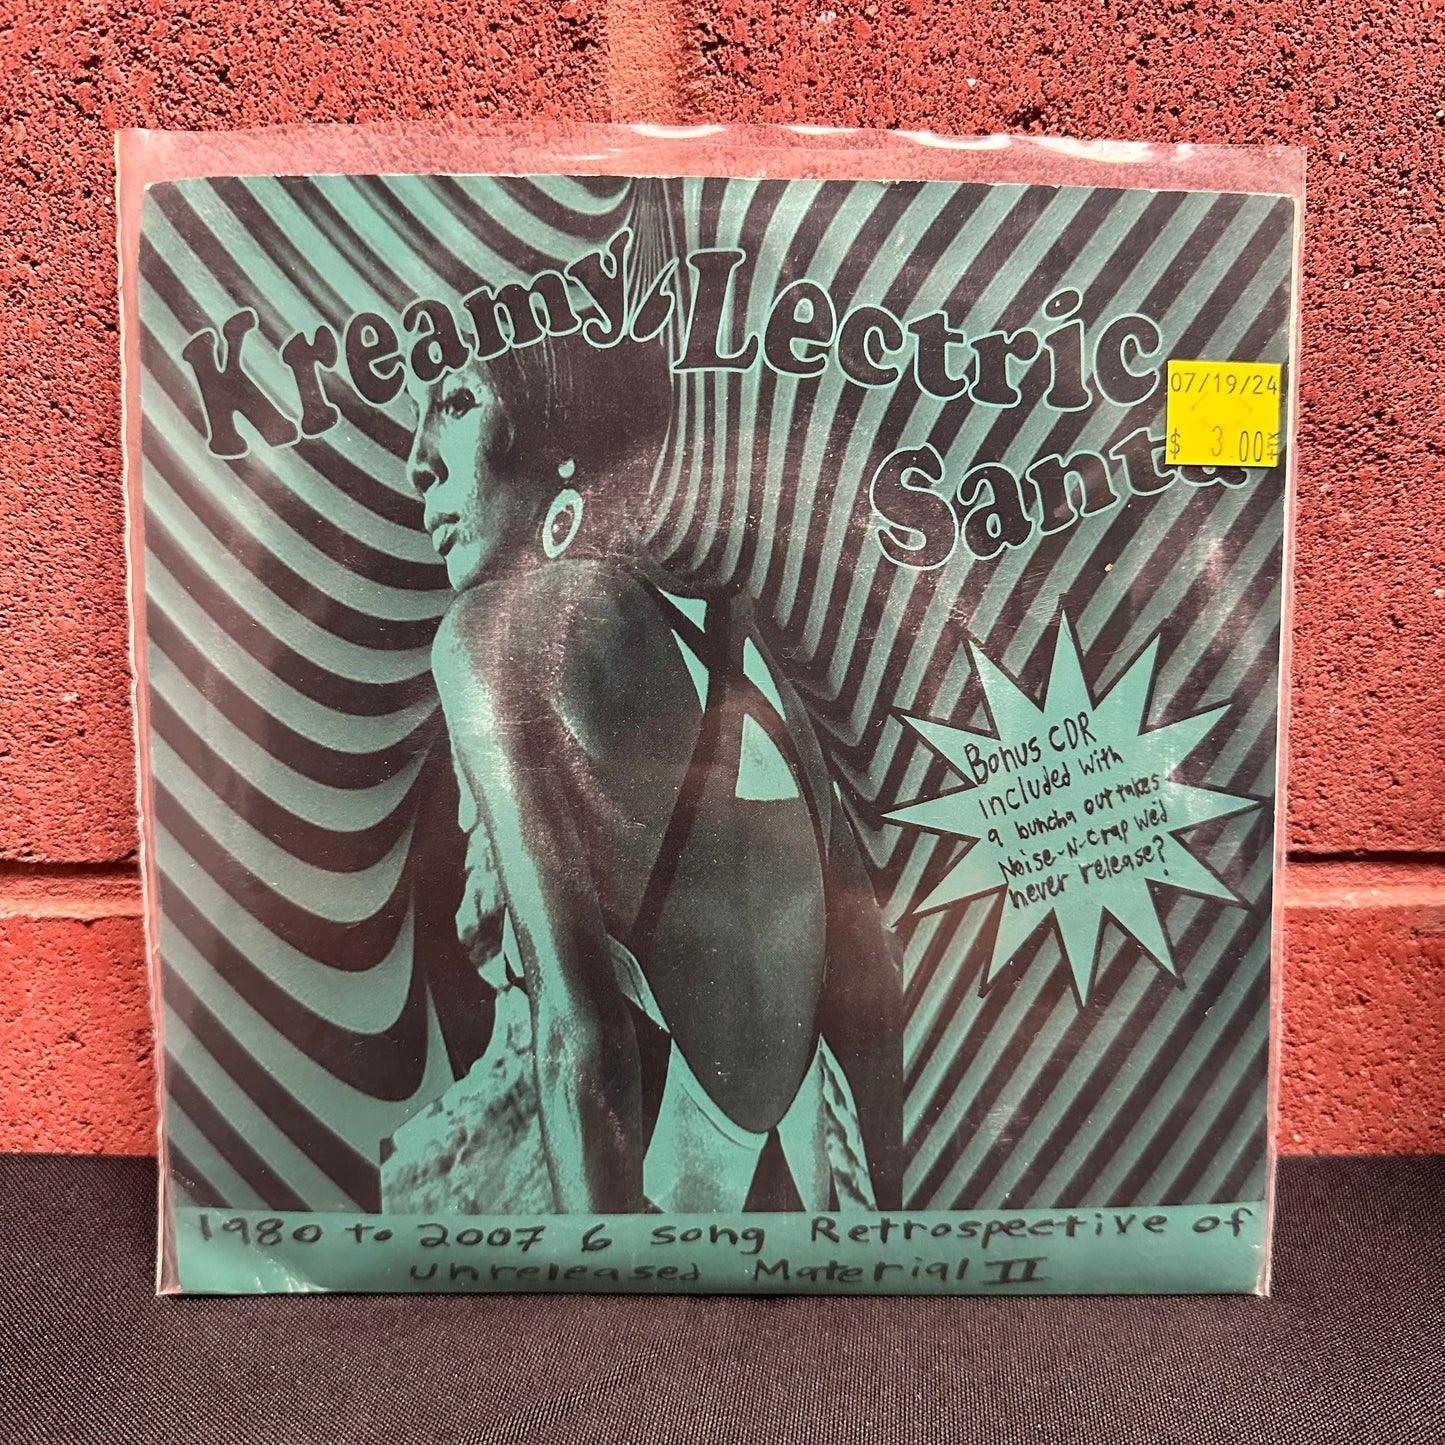 Kreamy 'Lectric
Santa
07/19/24
$ 3.00
Bonus CDR
included with
a buncha outtakes
Noise-N-Crap we'd
never release?
1980 to 2007 6 song Retrospective of
unreleased Material II